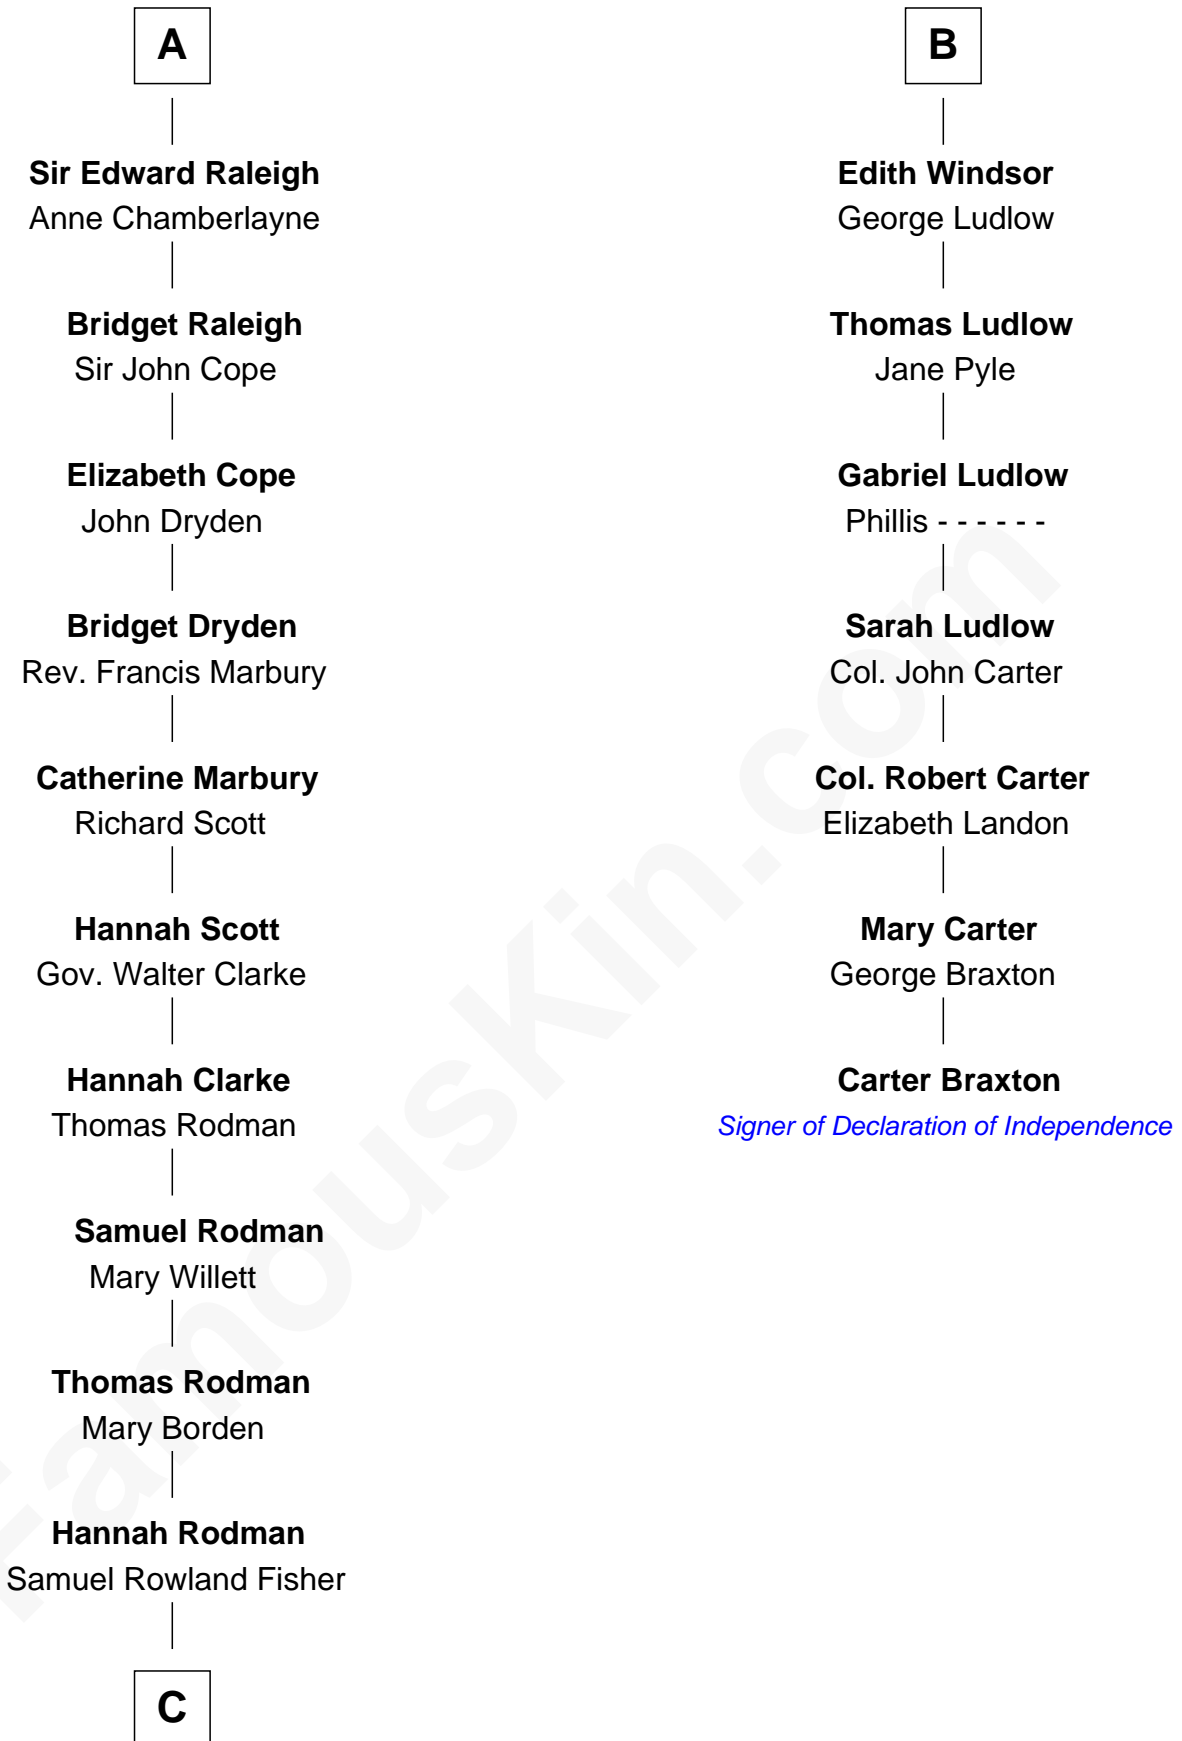 A
Sir Edward Raleigh
Anne Chamberlayne
Bridget Raleigh
Sir John Cope
Elizabeth Cope
John Dryden
Bridget Dryden
Rev. Francis Marbury
Catherine Marbury
Richard Scott
Hannah Scott
Gov. Walter Clarke
Hannah Clarke
Thomas Rodman
Samuel Rodman
Mary Willett
Thomas Rodman
Mary Borden
Hannah Rodman
Samuel Rowland Fisher
C
B
Edith Windsor
George Ludlow
Thomas Ludlow
Jane Pyle
Gabriel Ludlow
Phillis - - - - - -
Sarah Ludlow
Col. John Carter
Col. Robert Carter
Elizabeth Landon
Mary Carter
George Braxton
Carter Braxton
Signer of Declaration of Independence
FamousKin.com